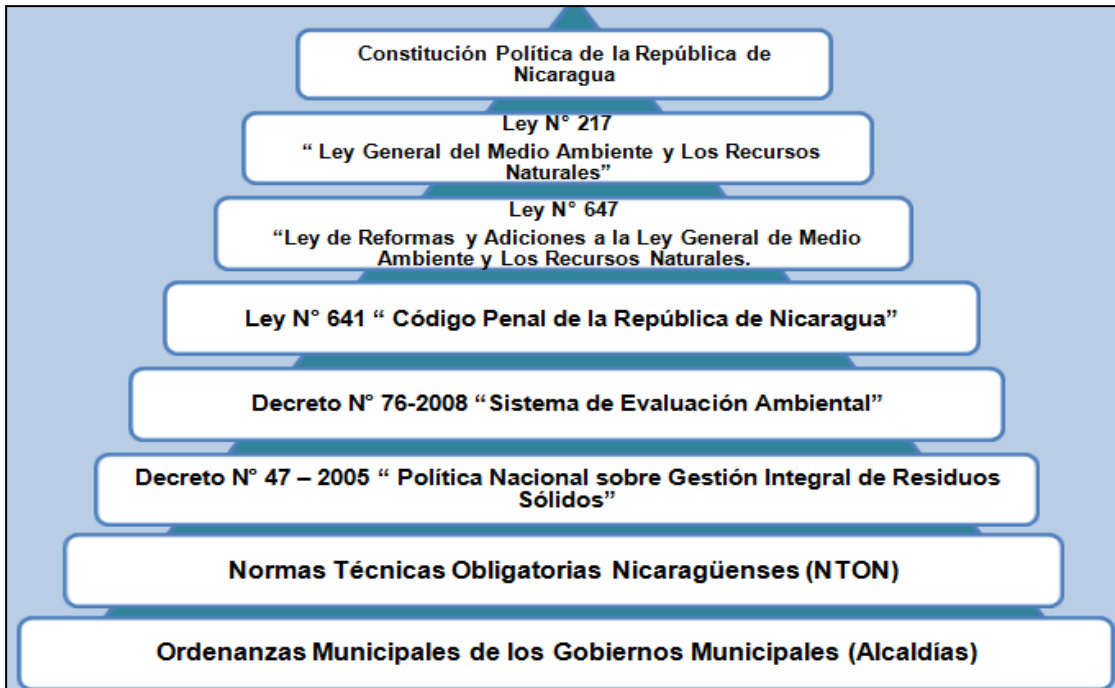 Constitución Política de la República de
Nicaragua
Ley N° 217
“ Ley General del Medio Ambiente y Los Recursos
Naturales”
Ley N° 647
“Ley de Reformas y Adiciones a la Ley General de Medio
Ambiente y Los Recursos Naturales.
Ley N° 641 “ Código Penal de la República de Nicaragua”
Decreto N° 76-2008 “Sistema de Evaluación Ambiental”
Decreto N° 47 – 2005 “ Política Nacional sobre Gestión Integral de Residuos
Sólidos”
Normas Técnicas Obligatorias Nicaragüenses (NTON)
Ordenanzas Municipales de los Gobiernos Municipales (Alcaldías)